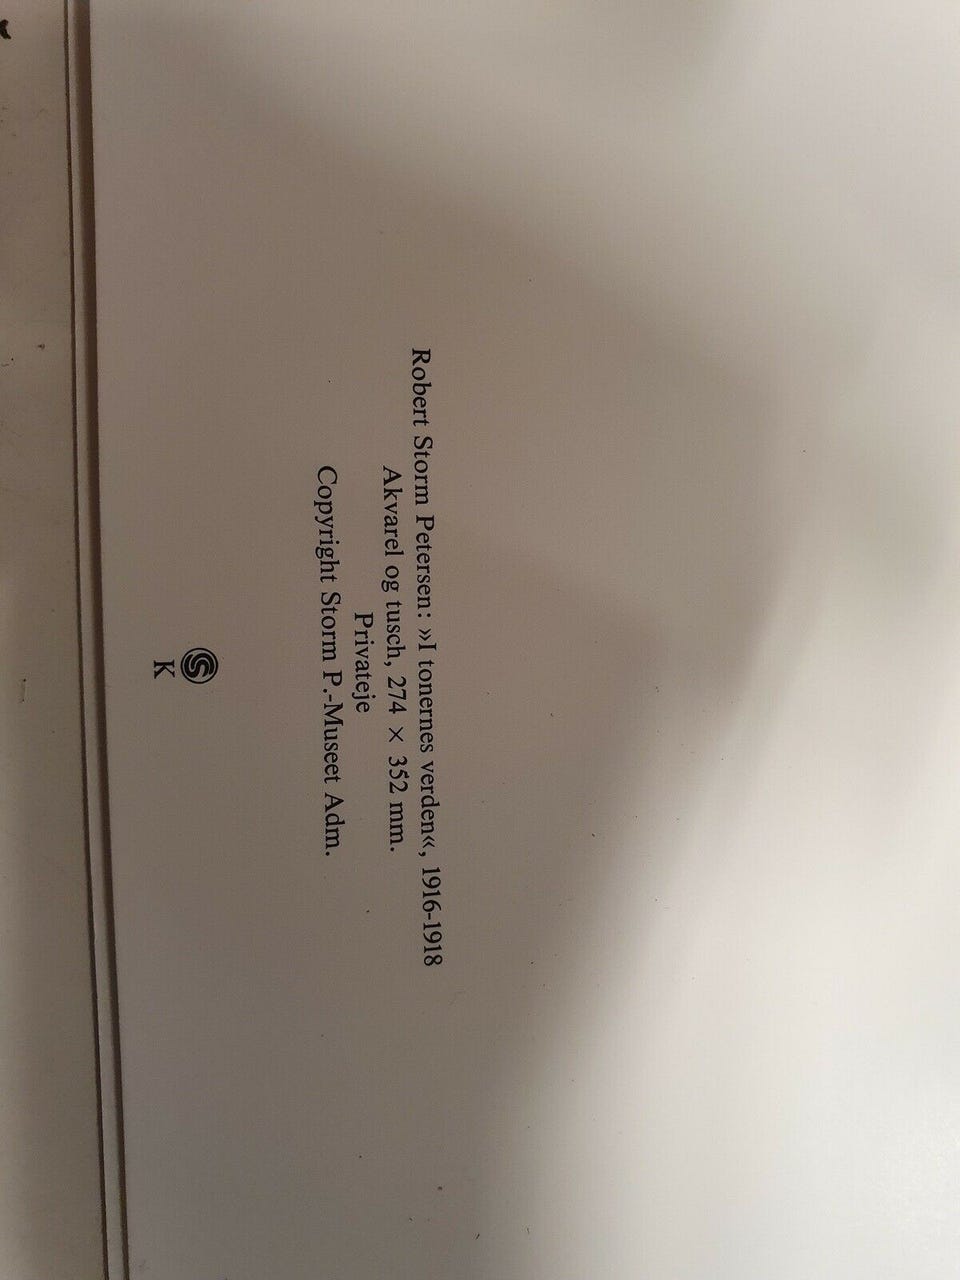 Robert Storm Petersen: »I tonernes verden«, 1916-1918
Akvarel og tusch, 274 × 352 mm.
Privateje
Copyright Storm P.-Museet Adm.
S
K